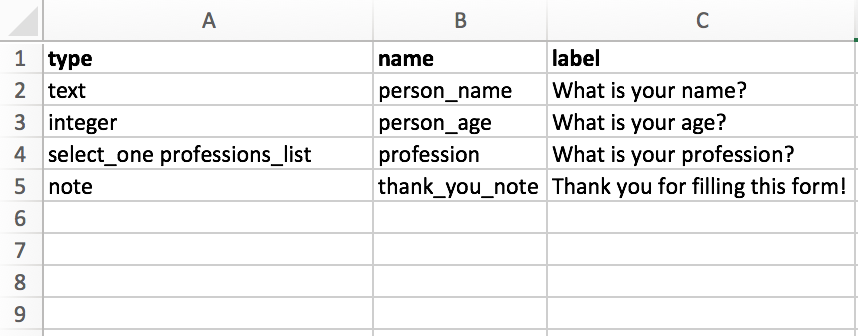 A B C
1 type name label
2 text person_name What is your name?
3 integer person_age What is your age?
4 select_one professions_list profession What is your profession?
5 note thank_you_note Thank you for filling this form!
6
7
8
9